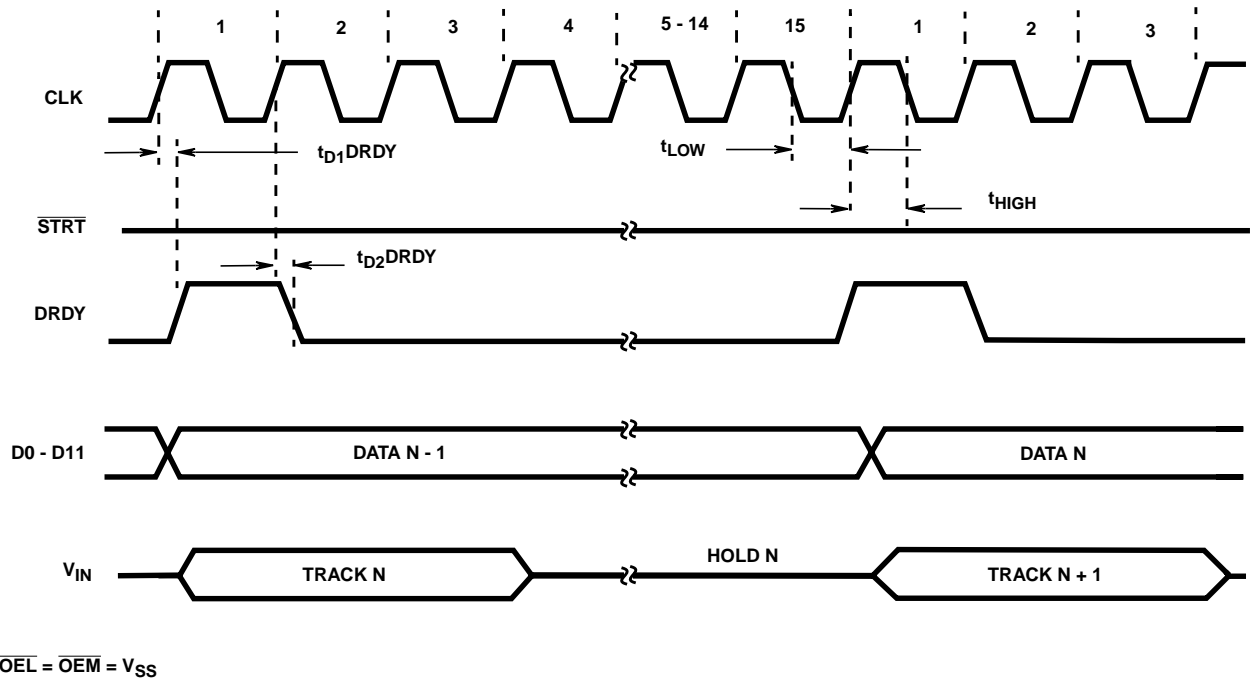 1 2 3 4 5 - 14 15 1 2 3
CLK
tD1DRDY
tLOW
tHIGH
STRT
tD2DRDY
DRDY
D0 - D11
DATA N - 1
DATA N
HOLD N
VIN
TRACK N
TRACK N + 1
OEL = OEM = VSS